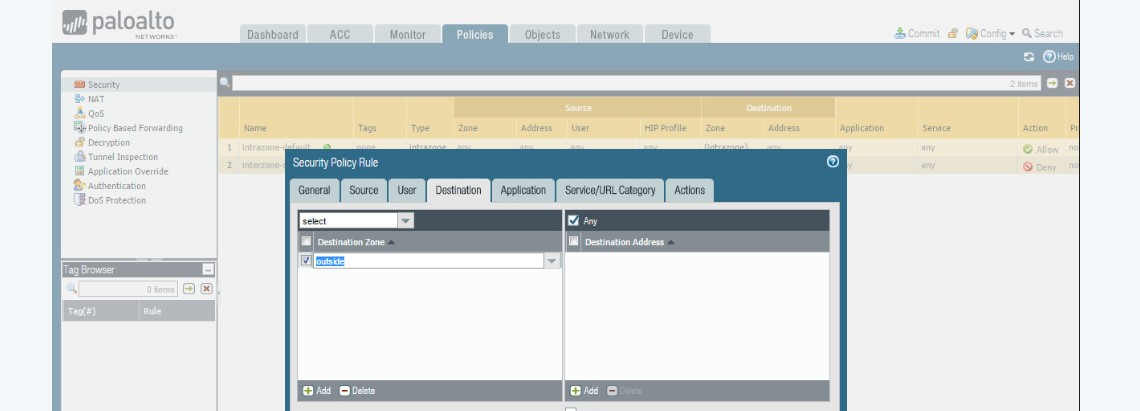 paloalto
NETWORKS
Dashboard ACC Monitor Policies Objects Network Device
Commit Config Search
Help
Security
NAT
QoS
Policy Based Forwarding
Decryption
Tunnel Inspection
Application Override
Authentication
DoS Protection
2 items
Source Destination
Name Tags Type Zone Address User HIP Profile Zone Address Application Service Action
1 intrazone-default none intrazone any any any any (intrazone) any any any Allow
2 any Deny
Security Policy Rule
General Source User Destination Application Service/URL Category Actions
select
Any
Destination Zone Destination Address
outside
Add Delete Add Delete
Tag Browser
0 items
Tag(#) Rule